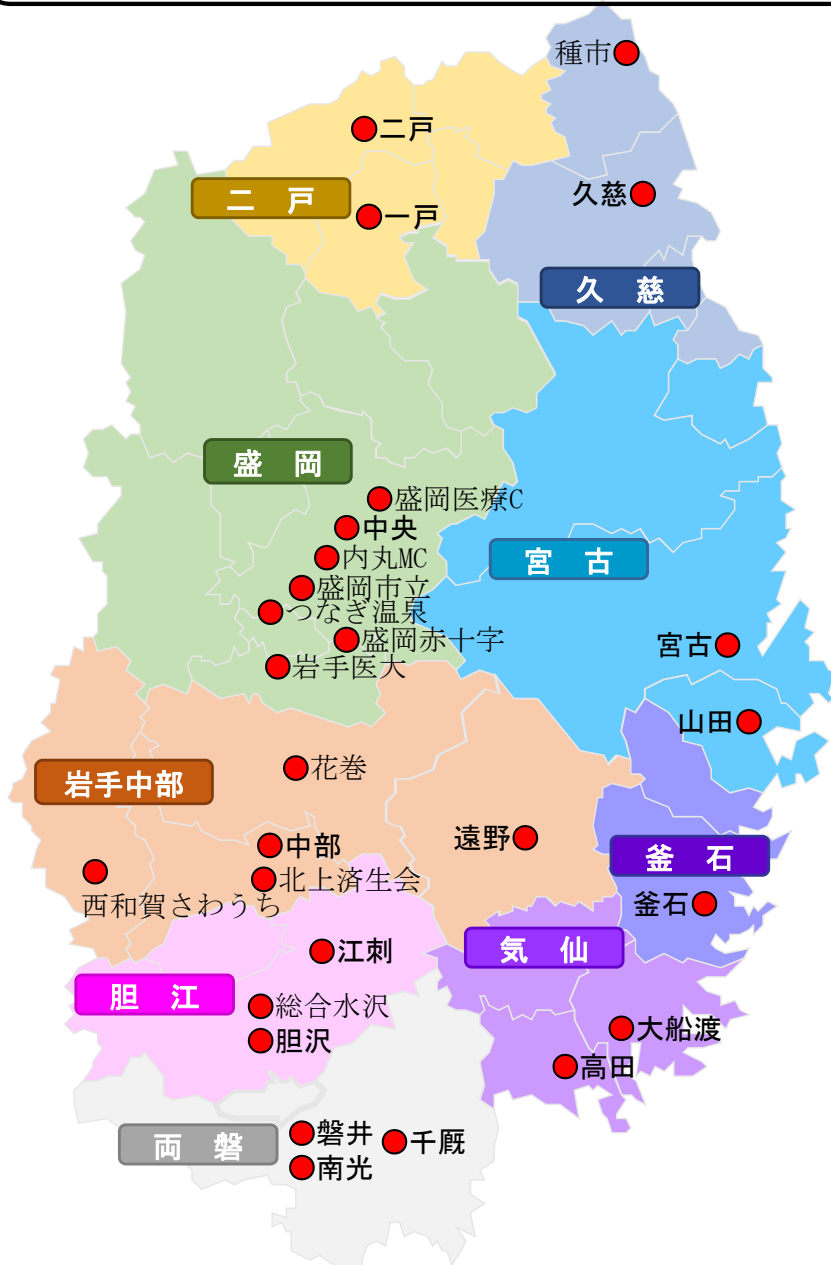 種市
二戸
二　戸
久慈
一戸
久　慈
盛　岡
盛岡医療C
中央
内丸MC
宮　古
盛岡市立
つなぎ温泉
盛岡赤十字
宮古
岩手医大
山田
花巻
岩手中部
遠野
中部
釜　石
北上済生会
西和賀さわうち
釜石
江刺
気　仙
胆　江
総合水沢
大船渡
胆沢
高田
磐井
千厩
両　磐
南光